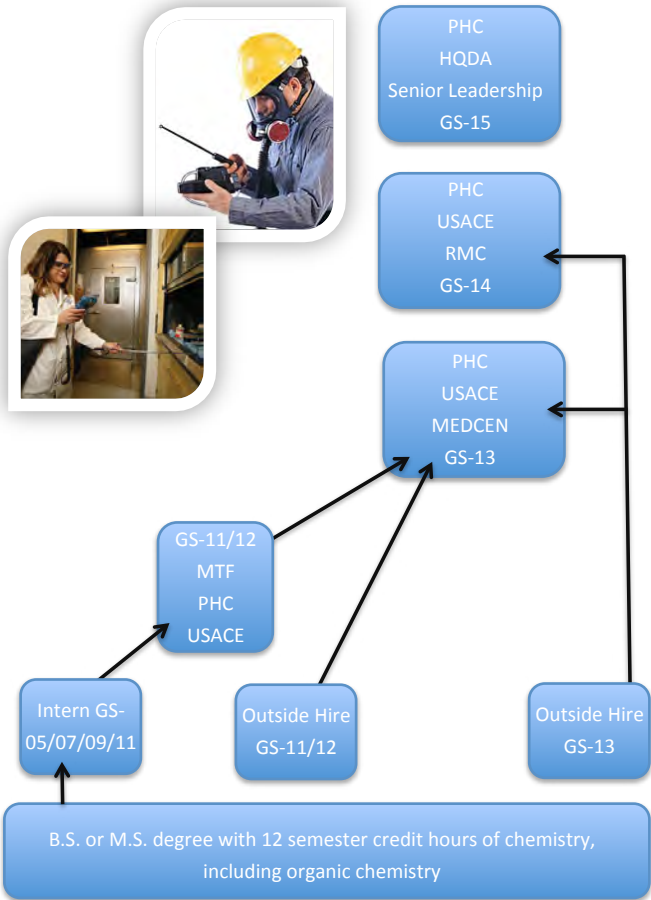 PHC
HQDA
Senior Leadership
GS-15
PHC
USACE
RMC
GS-14
PHC
USACE
MEDCEN
GS-13
GS-11/12
MTF
PHC
USACE
Intern GS-
05/07/09/11
Outside Hire
GS-11/12
Outside Hire
GS-13
B.S. or M.S. degree with 12 semester credit hours of chemistry,
including organic chemistry